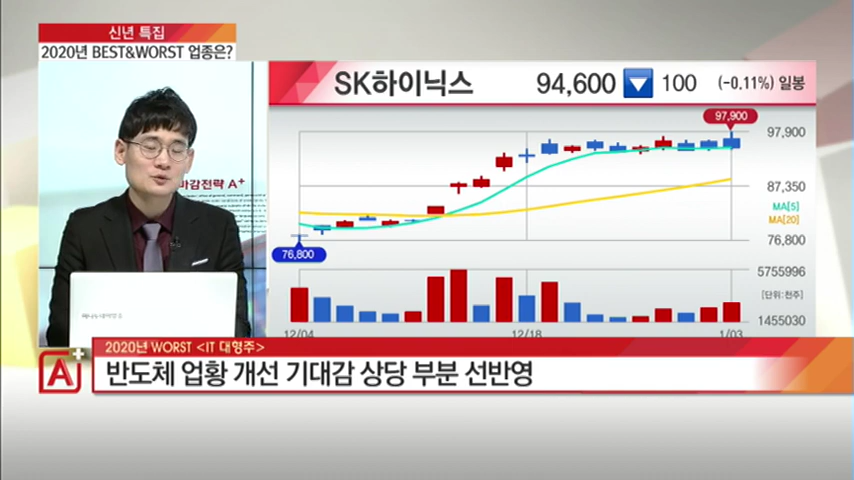 신년 특집
2020년 BEST&WORST 업종은?
SK하이닉스 94,600 ▼ 100 (-0.11%) 일봉
97,900
97,900
87,350
MA[5]
MA[20]
76,800
76,800
5755996
[단위:천주]
1455030
12/04 12/18 1/03
마감전략 A+
2020년 WORST <IT 대형주>
A+
반도체 업황 개선 기대감 상당 부분 선반영